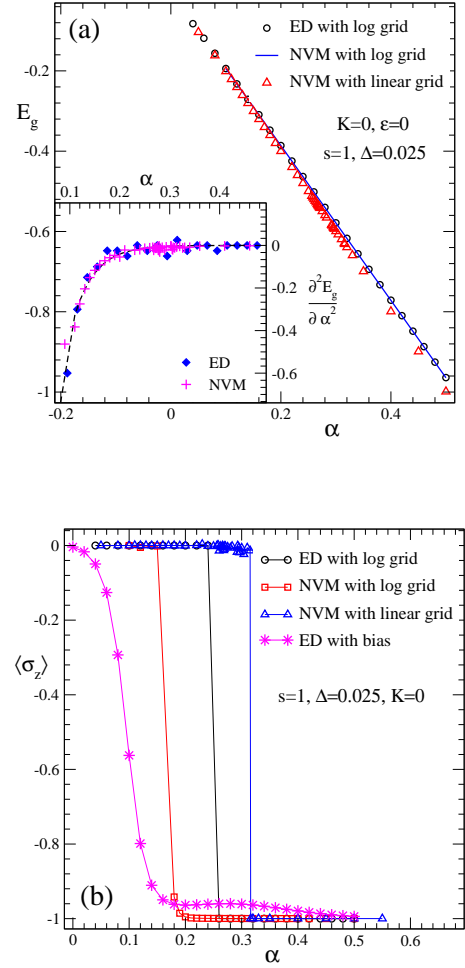 (a)
ED with log grid
NVM with log grid
NVM with linear grid
K=0, ε=0
s=1, Δ=0.025
E_g
-0.2
-0.4
-0.6
-0.8
-1
α
0.1 0.2 0.3 0.4
0
-0.2
-0.4
-0.6
∂²E_g
∂ α²
ED
NVM
-0.2 0 0.2 0.4
α
0
-0.2
-0.4
-0.6
-0.8
-1
⟨σ_z⟩
ED with log grid
NVM with log grid
NVM with linear grid
ED with bias
s=1, Δ=0.025, K=0
(b)
0 0.1 0.2 0.3 0.4 0.5 0.6
α